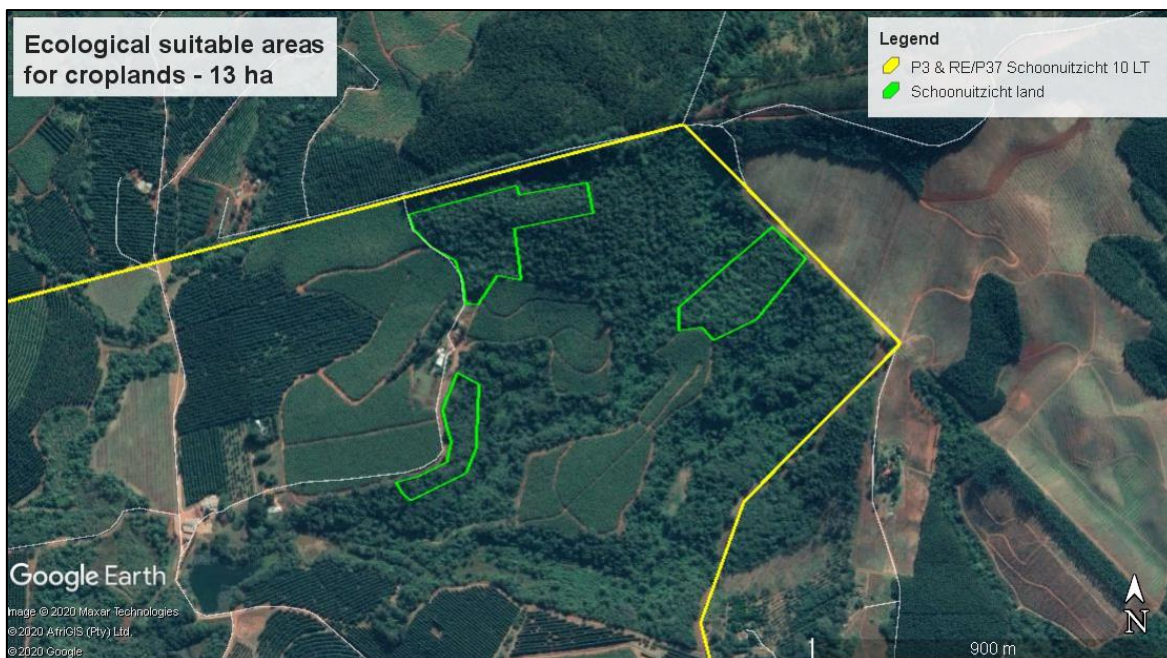 Ecological suitable areas
for croplands - 13 ha
Legend
P3 & RE/P37 Schoonuitzicht 10 LT
Schoonuitzicht land
Google Earth
Image © 2020 Maxar Technologies
© 2020 AfriGIS (Pty) Ltd.
© 2020 Google
N
900 m